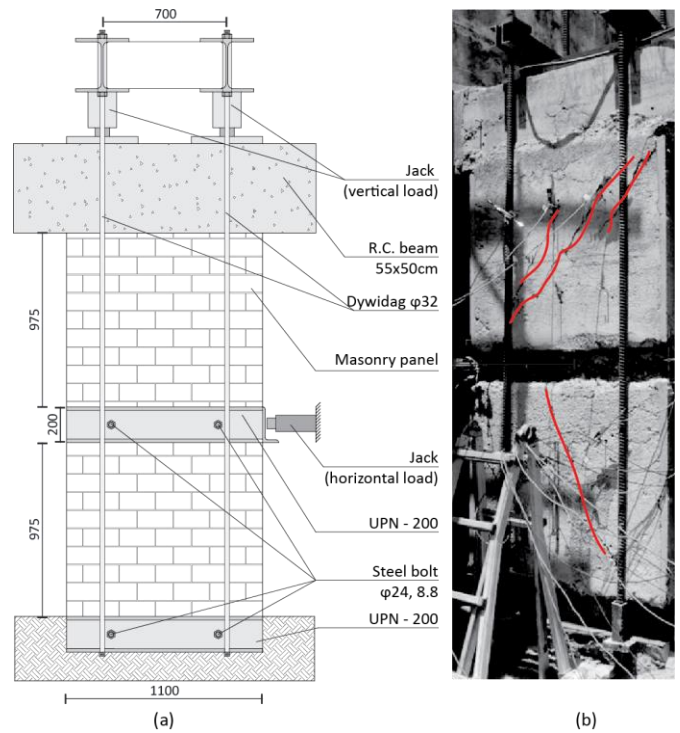 700
Jack
(vertical load)
R.C. beam
55x50cm
Dywidag φ32
975
Masonry panel
200
Jack
(horizontal load)
UPN - 200
975
Steel bolt
φ24, 8.8
UPN - 200
1100
(a)
(b)